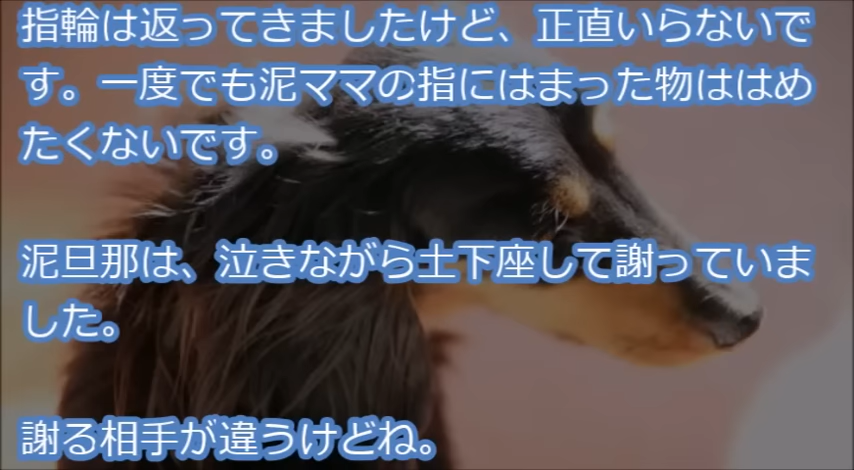 指輪は返ってきましたけど、正直いらないで
す。一度でも泥ママの指にはまった物ははめ
たくないです。
泥旦那は、泣きながら土下座して謝っていま
した。
謝る相手が違うけどね。